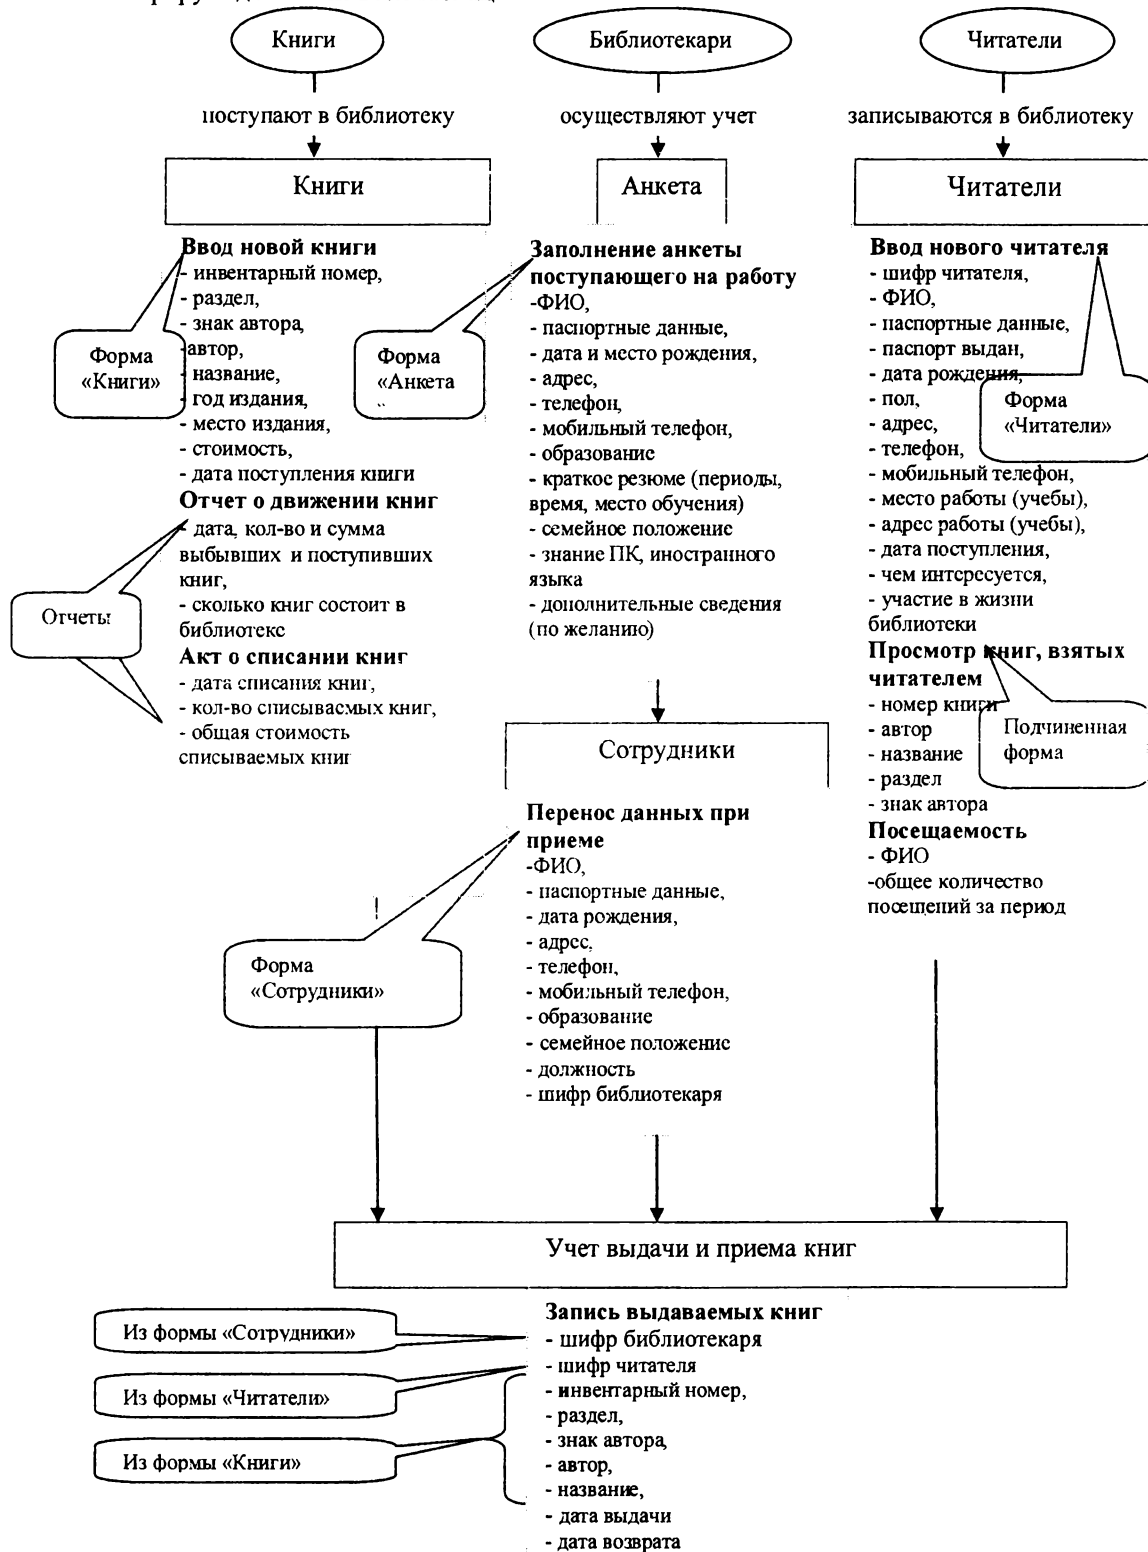 Книги
поступают в библиотеку
Книги
Ввод новой книги
- инвентарный номер,
- раздел,
- знак автора,
-автор,
- название,
- год издания,
- место издания,
- стоимость,
- дата поступления книги
Форма
«Книги»
Отчет о движении книг
- дата, кол-во и сумма
выбывших и поступивших
книг,
- сколько книг состоит в
библиотеке
Акт о списании книг
- дата списания книг,
- кол-во списываемых книг,
- общая стоимость
списываемых книг
Отчеты
Библиотекари
осуществляют учет
Анкета
Заполнение анкеты
поступающего на работу
-ФИО,
- паспортные данные,
- дата и место рождения,
- адрес,
- телефон,
- мобильный телефон,
- образование
- краткое резюме (периоды,
время, место обучения)
- семейное положение
- знание ПК, иностранного
языка
- дополнительные сведения
(по желанию)
Форма
«Анкета
Сотрудники
Перенос данных при
приеме
-ФИО,
- паспортные данные,
- дата рождения,
- адрес,
- телефон,
- мобильный телефон,
- образование
- семейное положение
- должность
- шифр библиотекаря
Форма
«Сотрудники»
Читатели
записываются в библиотеку
Читатели
Ввод нового читателя
- шифр читателя,
- ФИО,
- паспортные данные,
- паспорт выдан,
- дата рождения,
- пол,
- адрес,
- телефон,
- мобильный телефон,
- место работы (учебы),
- адрес работы (учебы),
- дата поступления,
- чем интересуется,
- участие в жизни
библиотеки
Форма
«Читатели»
Просмотр книг, взятых
читателем
- номер книги
- автор
- название
- раздел
- знак автора
Подчиненная
форма
Посещаемость
- ФИО
-общее количество
посещений за период
Учет выдачи и приема книг
Запись выдаваемых книг
- шифр библиотекаря
- шифр читателя
- инвентарный номер,
- раздел,
- знак автора,
- автор,
- название,
- дата выдачи
- дата возврата
Из формы «Сотрудники»
Из формы «Читатели»
Из формы «Книги»